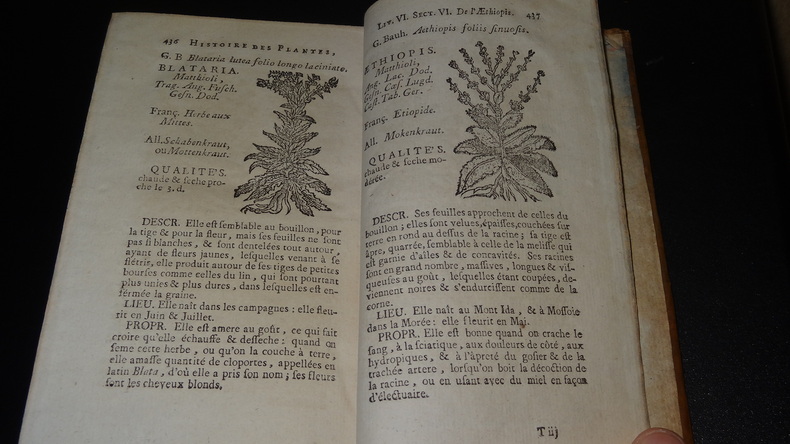 436 HISTOIRE DES PLANTES,
G. B Blataria lutea folio longo laciniato.
BLATARIA.
Matthioli,
Trag. Ang. Fusch.
Gesn. Dod.
Franç. Herbe aux
Mittes.
All. Schabenkraut,
ou Mottenkraut.
QUALITE'S.
chaude & seche pro-
che le 3. d.
DESCR. Elle est semblable au bouillon, pour
la tige & pour la fleur, mais ses feuilles ne sont
pas si blanches, & sont dentelées tout autour,
ayant de fleurs jaunes, lesquelles venant à se
flétrir, elle produit autour de ses tiges de petites
bourses comme celles du lin, qui sont pourtant
plus unies & plus dures, dans lesquelles est en-
fermée la graine.
LIEU. Elle naît dans les campagnes: elle fleu-
rit en Juin & Juillet.
PROPR. Elle est amere au goût, ce qui fait
croire qu'elle échauffe & desseche: quand on
seme cette herbe, ou qu'on la couche à terre,
elle amasse quantité de cloportes, appellées en
latin Blata, d'où elle a pris son nom; ses fleurs
font les cheveux blonds,
LIV. VI. SECT. VI. De l'Æthiopis. 437
G. Bauh. Aethiopis foliis sinuosis.
ETHIOPIS.
Matthioli,
Ang. Lac. Dod.
Cæs. Lugd.
Cast. Tab. Ger.
Franç. Etiopide.
All. Mokenkraut.
QUALITE'S.
chaude & seche mo-
derée.
DESCR. Ses feuilles approchent de celles du
bouillon; elles sont velues, épaisses, couchées sur
terre en rond au dessus de la racine; sa tige est
âpre, quarrée, semblable à celle de la melisse qui
est garnie d'aîles & de concavités. Ses racines
sont en grand nombre, massives, longues & vis-
queuses au goût, lesquelles étant coupées, de-
viennent noires & s'endurcissent comme de la
corne.
LIEU. Elle naît au Mont Ida, & à Messoie
dans la Morée: elle fleurit en Mai.
PROPR. Elle est bonne quand on crache le
sang, à la sciatique, aux douleurs de côté, aux
hydropiques, & à l'âpreté du gosier & de la
trachée artere, lorsqu'on boit la décoction de
la racine, ou en usant avec du miel en façon
d'électuaire.
T iij